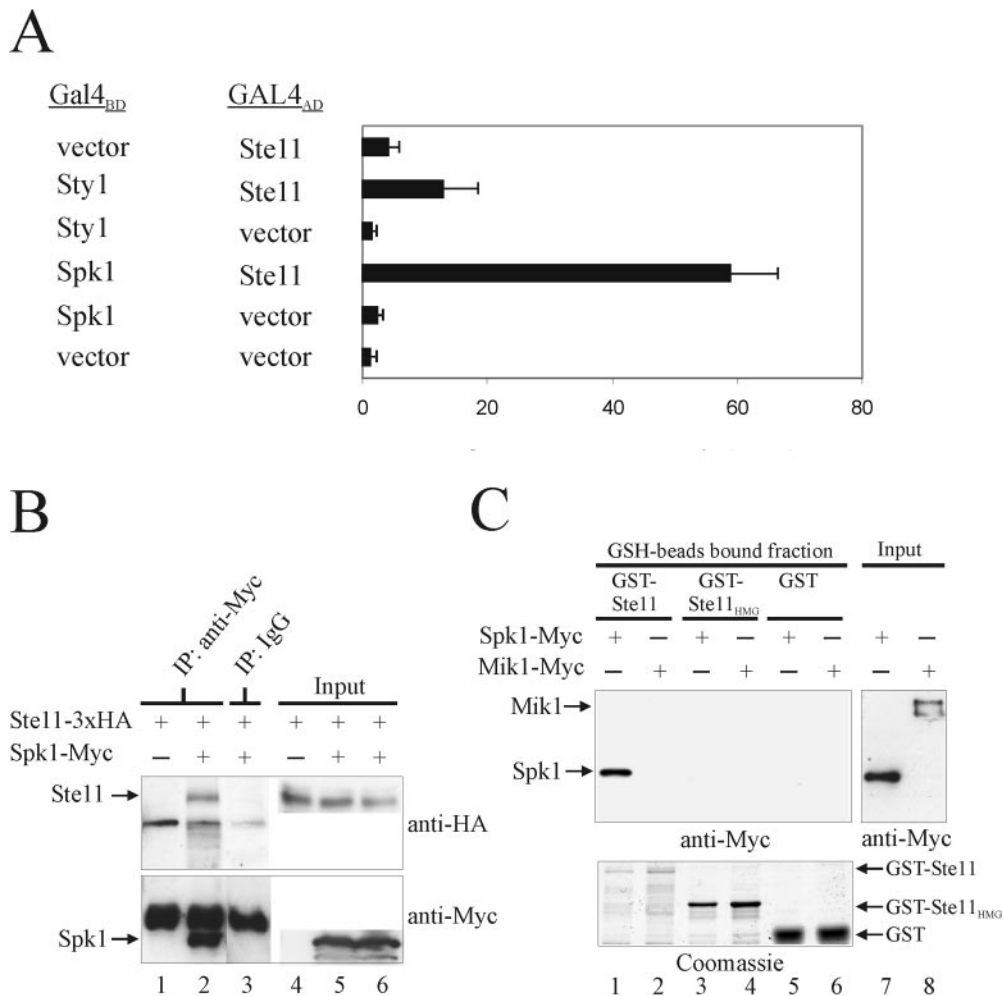 A
Gal4BD GAL4AD
vector Ste11
Sty1 Ste11
Sty1 vector
Spk1 Ste11
Spk1 vector
vector vector
0 20 40 60 80
B
IP: anti-Myc
IP: IgG
Input
Ste11-3xHA + + + + + +
Spk1-Myc – + + – + +
Ste11
anti-HA
anti-Myc
Spk1
1 2 3 4 5 6
C
GSH-beads bound fraction Input
GST-Ste11 GST-Ste11HMG GST
Spk1-Myc + – + – + – + –
Mik1-Myc – + – + – + – +
Mik1
Spk1
anti-Myc anti-Myc
GST-Ste11
GST-Ste11HMG
GST
Coomassie
1 2 3 4 5 6 7 8